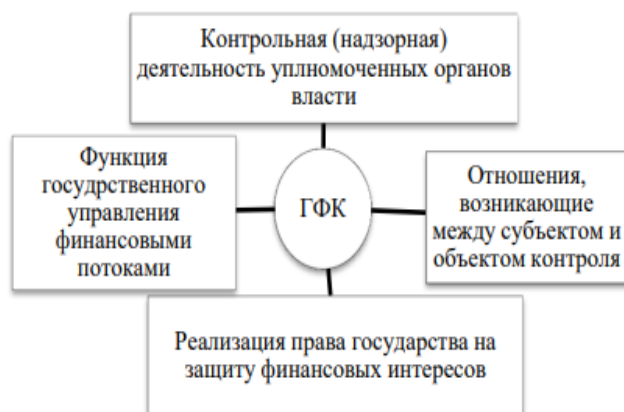 Контрольная (надзорная)
деятельность уплномоченных органов
власти
Функция
госудрственного
управления
финансовыми
потоками
ГФК
Отношения,
возникающие
между субъектом и
объектом контроля
Реализация права государства на
защиту финансовых интересов